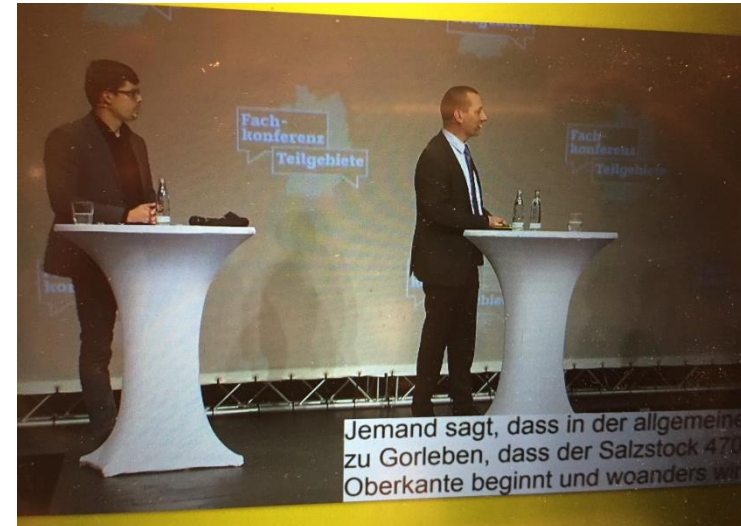 Fach-
konferenz
Teilgebiete
Fach-
konferenz
Teilgebiete
Jemand sagt, dass in der allgemeine
zu Gorleben, dass der Salzstock 470
Oberkante beginnt und woanders